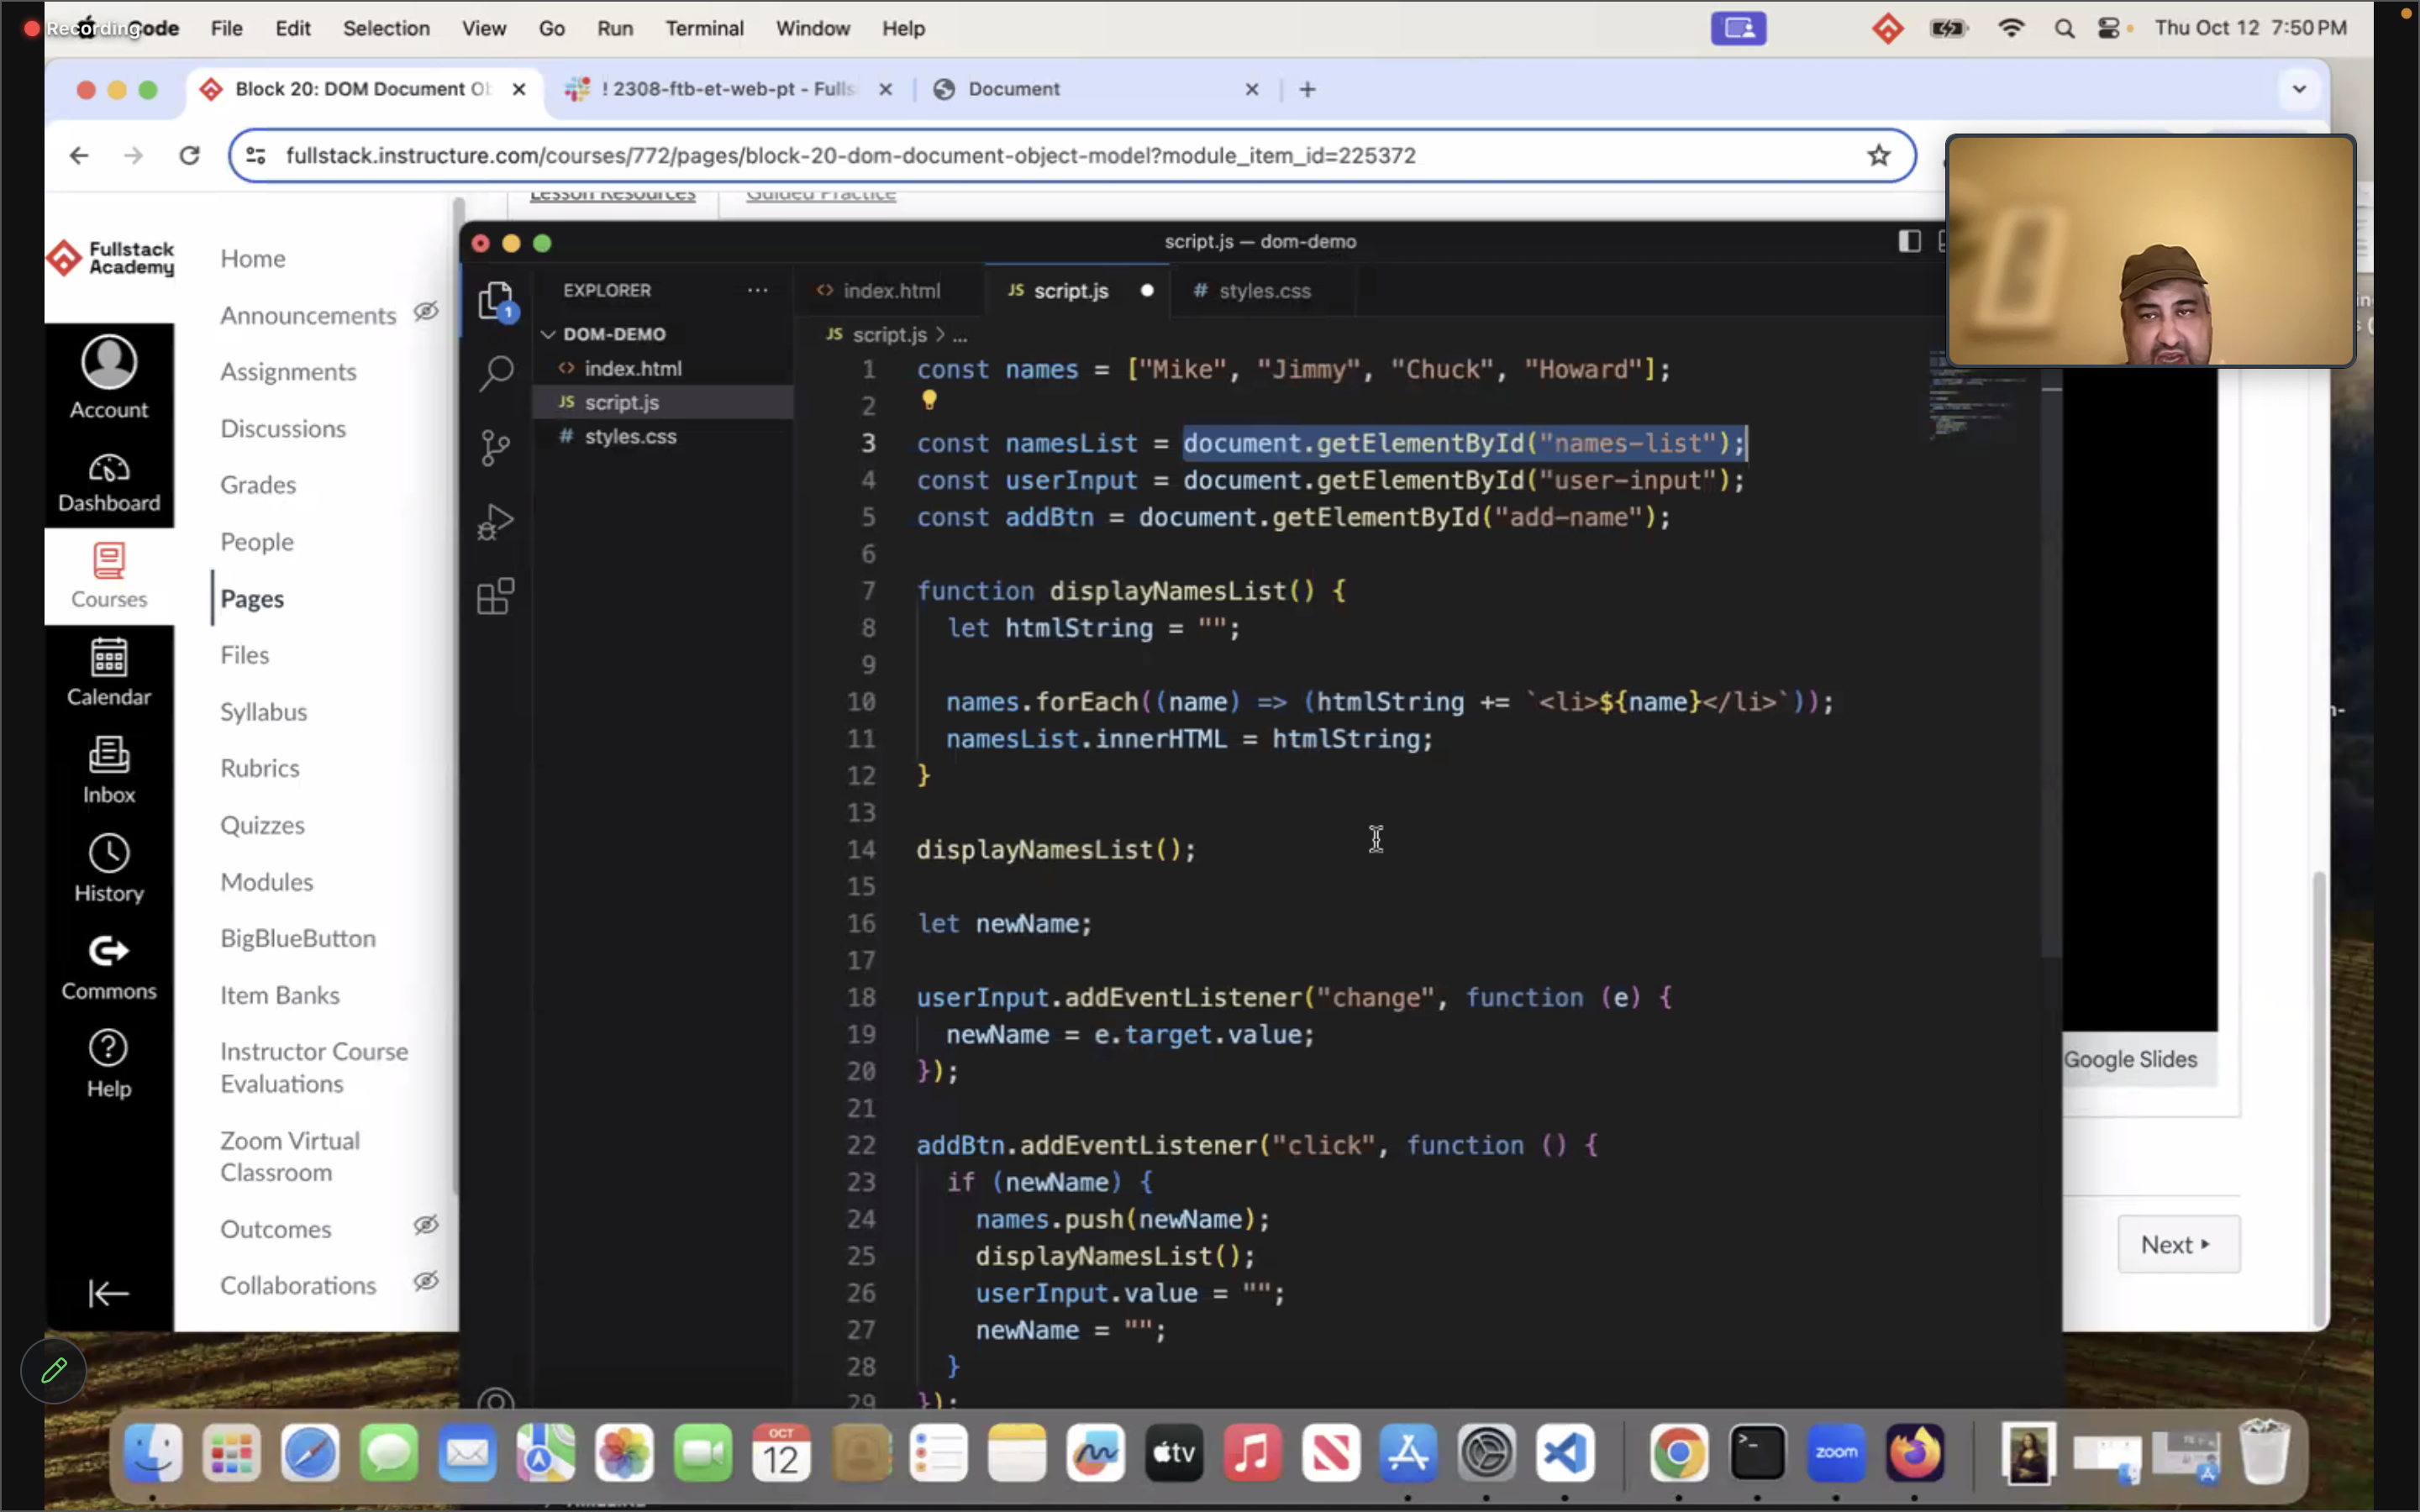 Recording
Code File Edit Selection View Go Run Terminal Window Help
Thu Oct 12 7:50 PM
Block 20: DOM Document Ob
! 2308-ftb-et-web-pt - Fulls
Document
fullstack.instructure.com/courses/772/pages/block-20-dom-document-object-model?module_item_id=225372
Lesson Resources
Guided Practice
Fullstack
Academy
Account
Dashboard
Courses
Calendar
Inbox
History
Commons
Help
Home
Announcements
Assignments
Discussions
Grades
People
Pages
Files
Syllabus
Rubrics
Quizzes
Modules
BigBlueButton
Item Banks
Instructor Course
Evaluations
Zoom Virtual
Classroom
Outcomes
Collaborations
script.js — dom-demo
1
EXPLORER
DOM-DEMO
<> index.html
JS script.js
# styles.css
<> index.html
JS script.js
# styles.css
JS script.js > ...
1 const names = ["Mike", "Jimmy", "Chuck", "Howard"];
2
3 const namesList = document.getElementById("names-list");
4 const userInput = document.getElementById("user-input");
5 const addBtn = document.getElementById("add-name");
6
7 function displayNamesList() {
8 let htmlString = "";
9
10 names.forEach((name) => (htmlString += `<li>${name}</li>`));
11 namesList.innerHTML = htmlString;
12 }
13
14 displayNamesList();
15
16 let newName;
17
18 userInput.addEventListener("change", function (e) {
19 newName = e.target.value;
20 });
21
22 addBtn.addEventListener("click", function () {
23 if (newName) {
24 names.push(newName);
25 displayNamesList();
26 userInput.value = "";
27 newName = "";
28 }
29 });
Google Slides
Next
OCT
12
tv
zoom